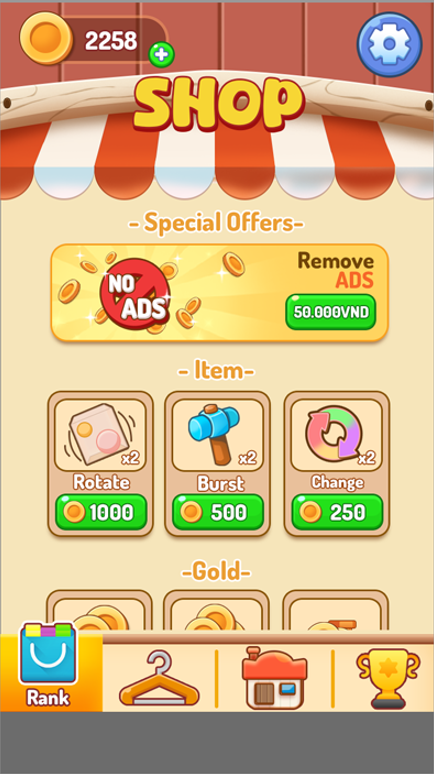 2258
SHOP
- Special Offers-
NO
ADS
Remove
ADS
50.000VND
- Item-
x2
x2
x2
Rotate
Burst
Change
1000
500
250
-Gold-
Rank